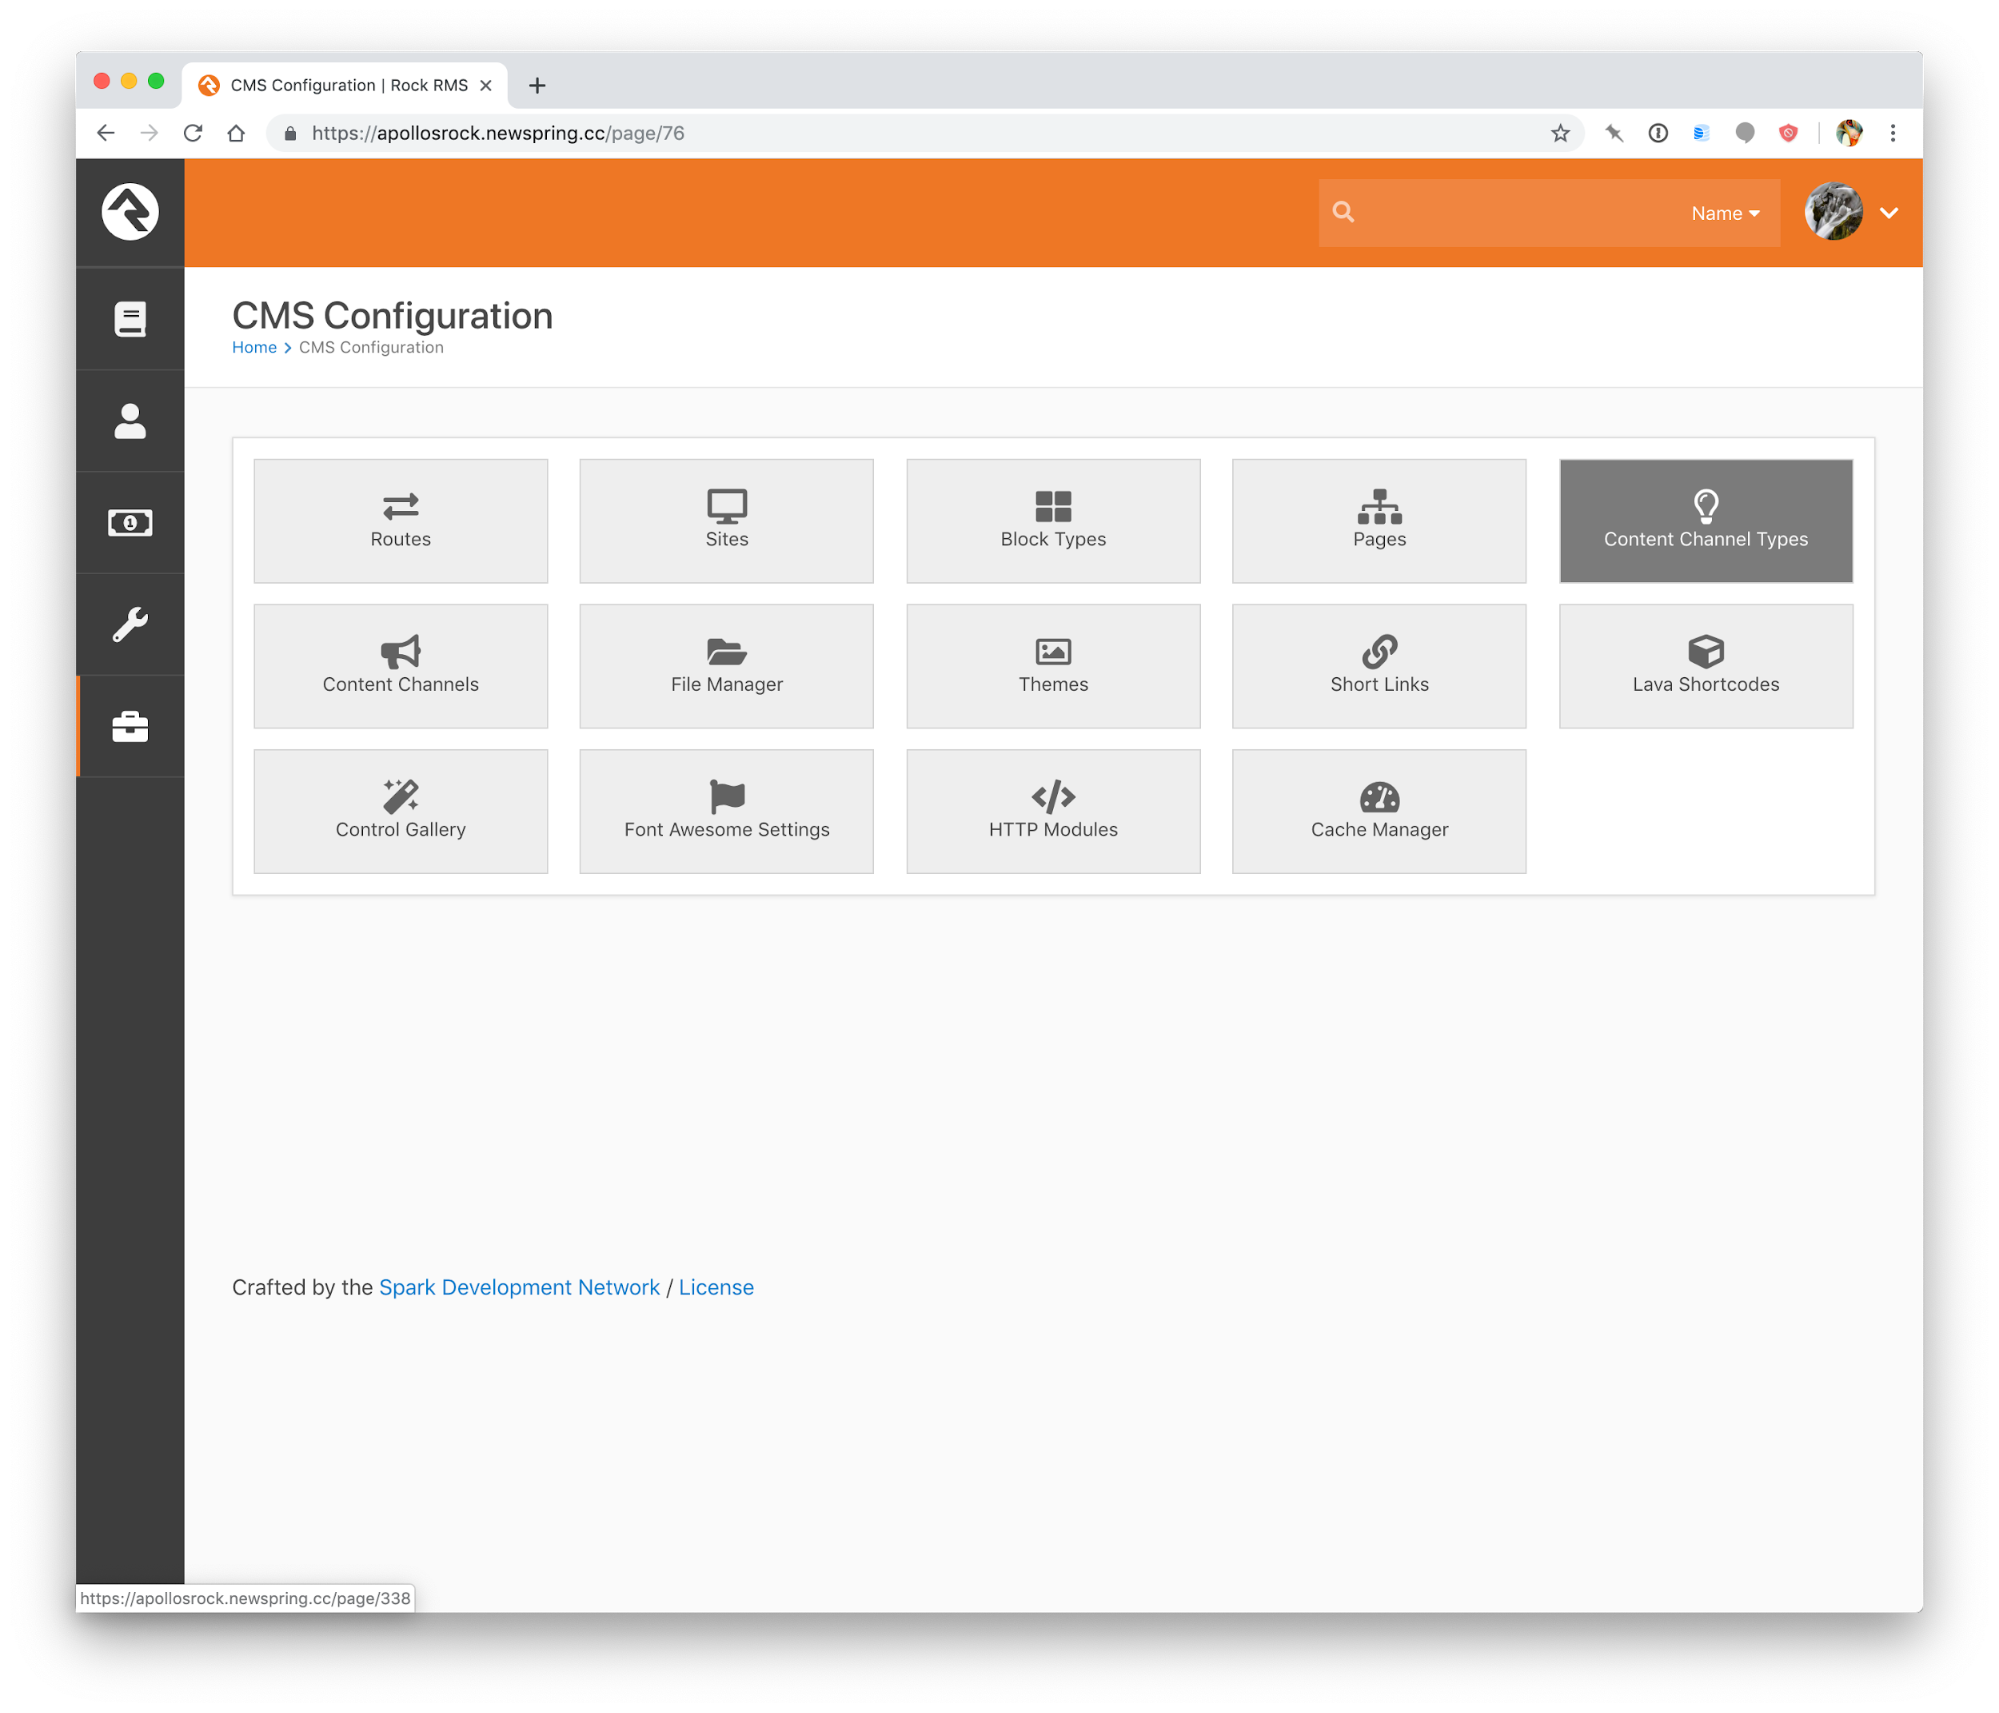 CMS Configuration | Rock RMS
https://apollosrock.newspring.cc/page/76
Name
CMS Configuration
Home CMS Configuration
Routes
Sites
Block Types
Pages
Content Channel Types
Content Channels
File Manager
Themes
Short Links
Lava Shortcodes
Control Gallery
Font Awesome Settings
HTTP Modules
Cache Manager
Crafted by the Spark Development Network / License
https://apollosrock.newspring.cc/page/338